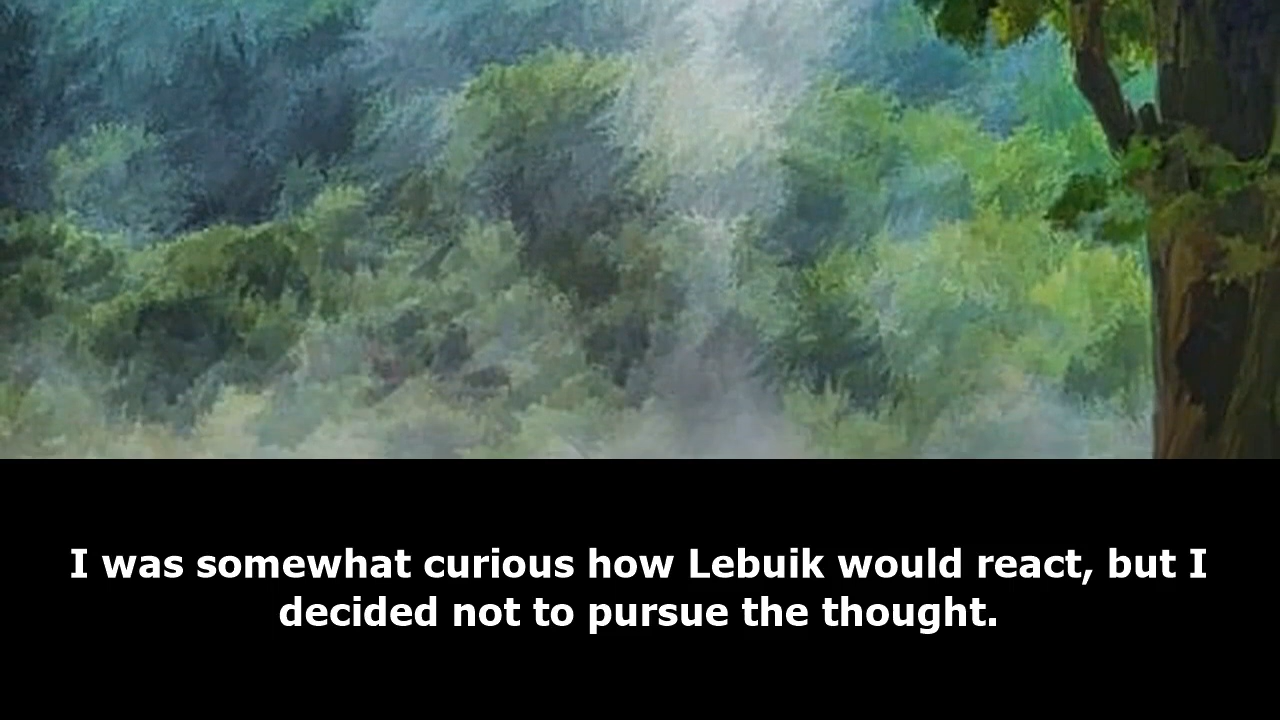 I was somewhat curious how Lebuik would react, but I
decided not to pursue the thought.